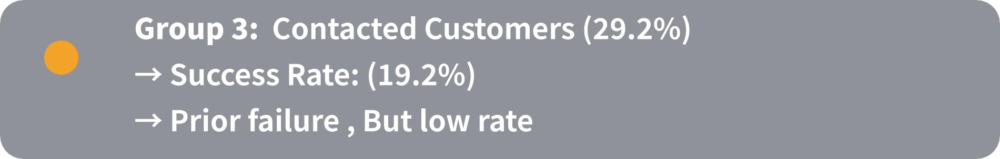 Group 3: Contacted Customers (29.2%)
→ Success Rate: (19.2%)
→ Prior failure , But low rate